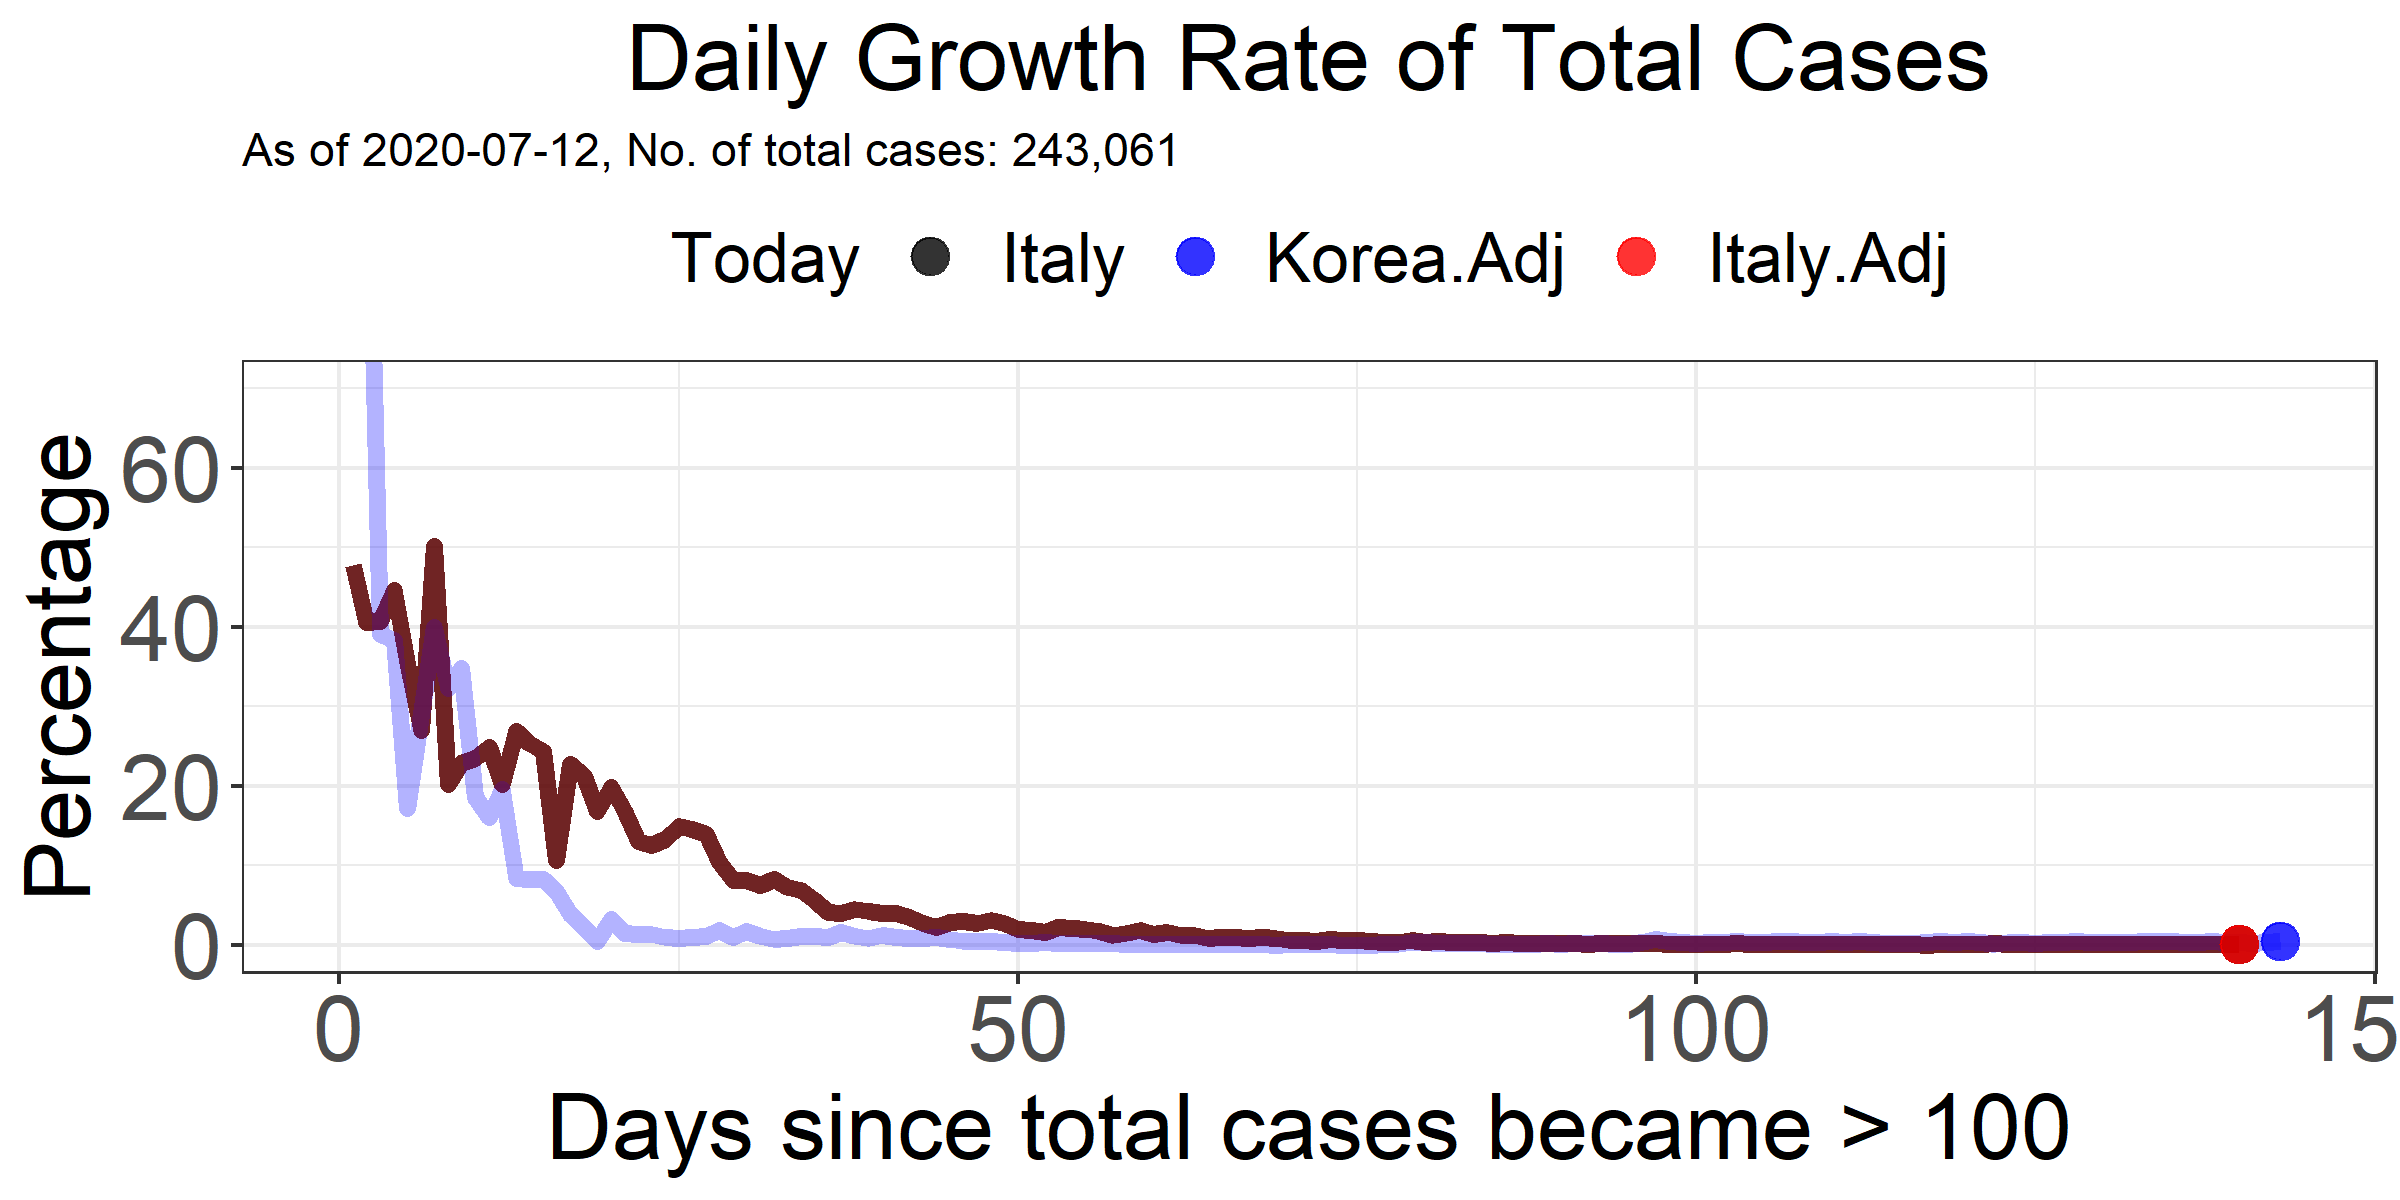 Daily Growth Rate of Total Cases
As of 2020-07-12, No. of total cases: 243,061
Today Italy Korea.Adj Italy.Adj
Percentage
60
40
20
0
0 50 100 15
Days since total cases became > 100